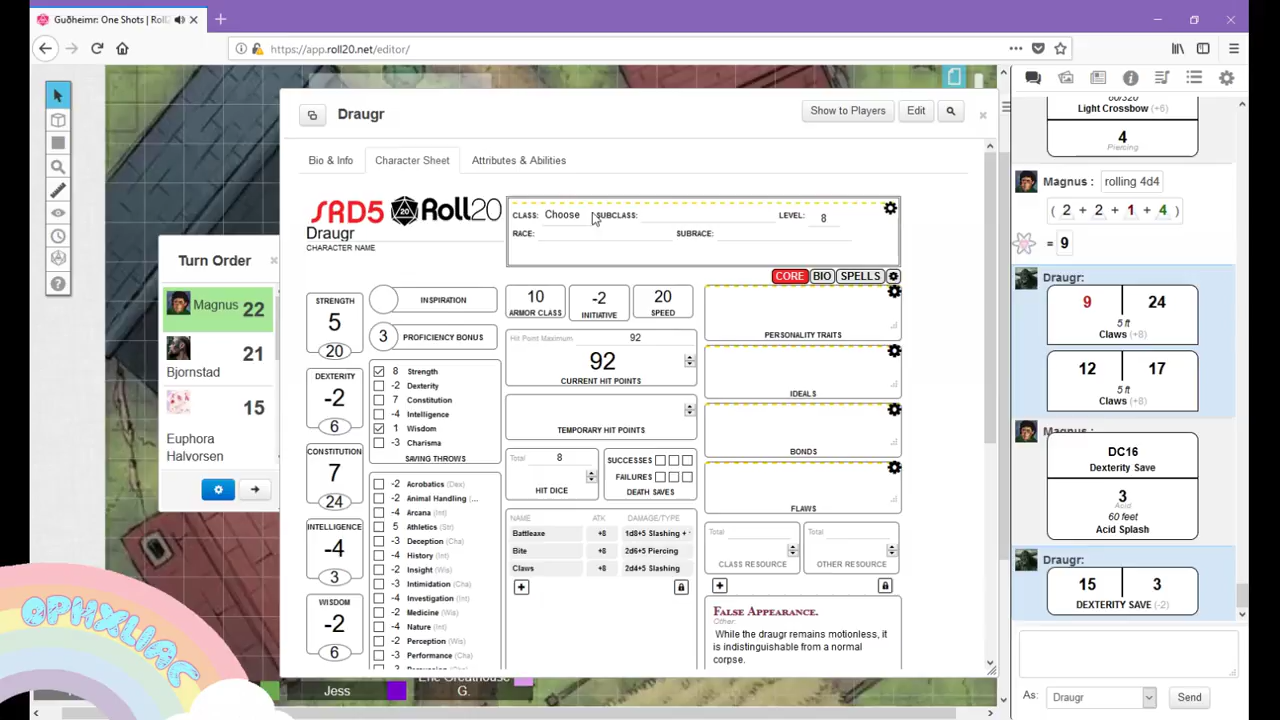 Guðheimr: One Shots | Roll2
https://app.roll20.net/editor/
Draugr
Show to Players
Edit
Bio & Info
Character Sheet
Attributes & Abilities
SRD5 20 Roll20
Draugr
CHARACTER NAME
CLASS: Choose SUBCLASS: LEVEL: 8
RACE: SUBRACE:
CORE BIO SPELLS
STRENGTH
5
20
DEXTERITY
-2
6
CONSTITUTION
7
24
INTELLIGENCE
-4
3
WISDOM
-2
6
INSPIRATION
3 PROFICIENCY BONUS
8 Strength
-2 Dexterity
7 Constitution
-4 Intelligence
1 Wisdom
-3 Charisma
SAVING THROWS
-2 Acrobatics (Dex)
-2 Animal Handling (...
-4 Arcana (Int)
5 Athletics (Str)
-3 Deception (Cha)
-4 History (Int)
-2 Insight (Wis)
-3 Intimidation (Cha)
-4 Investigation (Int)
-2 Medicine (Wis)
-4 Nature (Int)
-2 Perception (Wis)
-3 Performance (Cha)
10
ARMOR CLASS
-2
INITIATIVE
20
SPEED
Hit Point Maximum 92
92
CURRENT HIT POINTS
TEMPORARY HIT POINTS
Total 8
HIT DICE
SUCCESSES
FAILURES
DEATH SAVES
NAME ATK DAMAGE/TYPE
Battleaxe +8 1d8+5 Slashing +
Bite +8 2d6+5 Piercing
Claws +8 2d4+5 Slashing
PERSONALITY TRAITS
IDEALS
BONDS
FLAWS
Total
CLASS RESOURCE
Total
OTHER RESOURCE
FALSE APPEARANCE.
Other:
While the draugr remains motionless, it
is indistinguishable from a normal
corpse.
Turn Order
Magnus 22
Bjornstad 21
15
Euphora
Halvorsen
OPHXLIAC
Jess
G.
Light Crossbow (+6)
4
Piercing
Magnus : rolling 4d4
( 2 + 2 + 1 + 4 )
= 9
Draugr:
9 24
5 ft
Claws (+8)
12 17
5 ft
Claws (+8)
Magnus:
DC16
Dexterity Save
3
Acid
60 feet
Acid Splash
Draugr:
15 3
DEXTERITY SAVE (-2)
As: Draugr Send